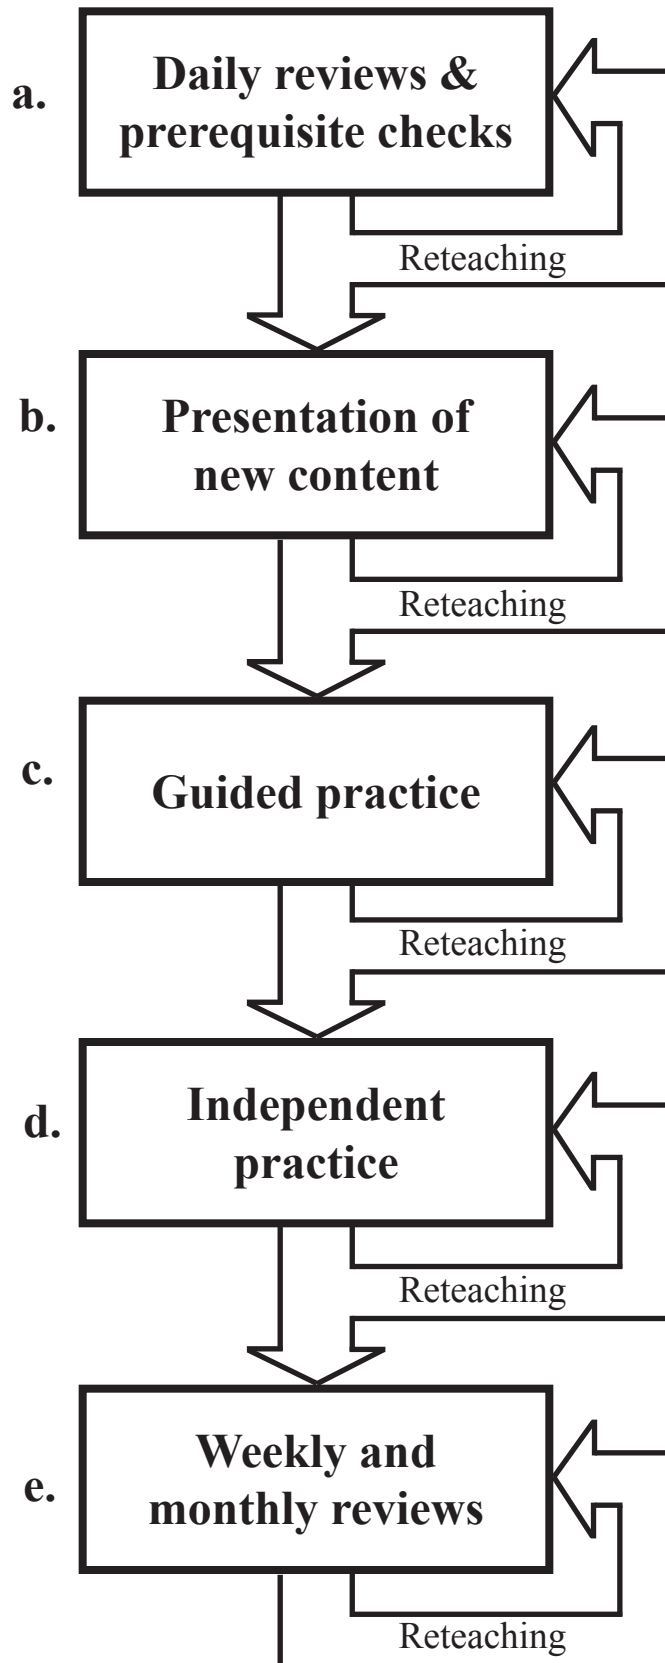 a.
Daily reviews &
prerequisite checks
Reteaching
b.
Presentation of
new content
Reteaching
c.
Guided practice
Reteaching
d.
Independent
practice
Reteaching
e.
Weekly and
monthly reviews
Reteaching